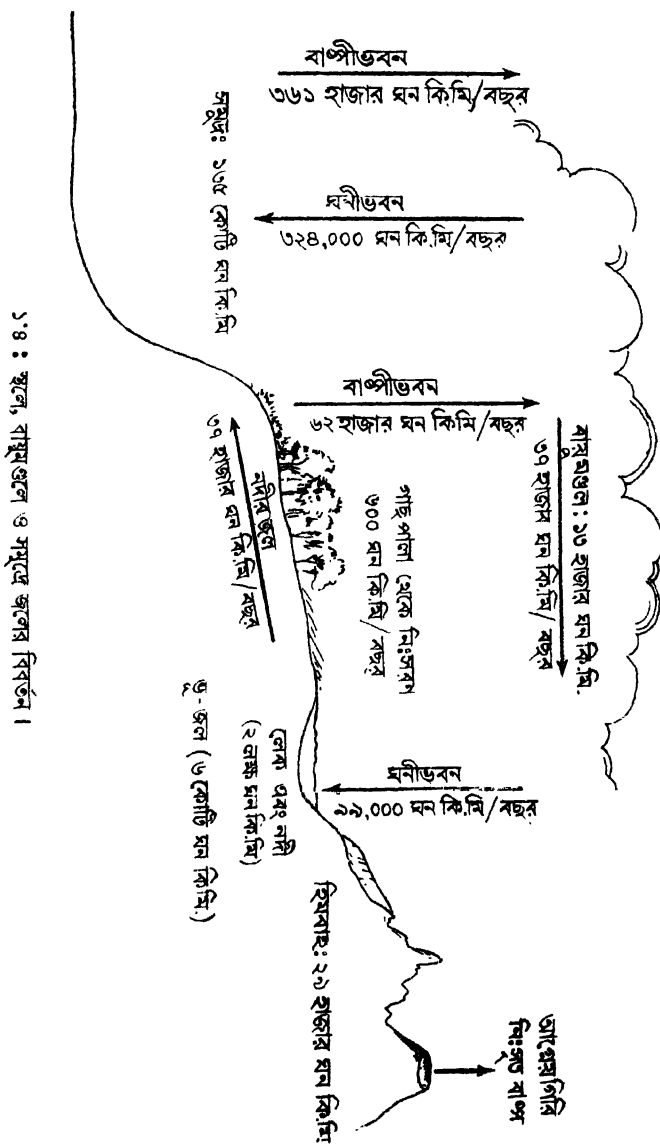 বাষ্পীভবন
৩৬১ হাজার ঘন কি.মি/বছর
সমুদ্র: ১৩৫ কোটি ঘন কি.মি
ঘনীভবন
৩২৪,০০০ ঘন কি.মি/বছর
বাষ্পীভবন
৬২ হাজার ঘন কি.মি/বছর
বায়ুমণ্ডল: ১৩ হাজার ঘন কি.মি.
৩৭ হাজার ঘন কি.মি/বছর
নদীর জল
৩৭ হাজার ঘন কি.মি/বছর
গাছপালা থেকে নিঃসরণ
৬০০ ঘন কি.মি/বছর
ঘনীভবন
৯৯,০০০ ঘন কি.মি/বছর
লেক এবং নদী
(২ লক্ষ ঘন কি.মি)
ভূ-জল (৬ কোটি ঘন কি.মি.)
হিমবাহ: ২৯ হাজার ঘন কি.মি.
আগ্নেয়গিরি
নিঃসৃত বাষ্প
১'৪ : স্থলে, বায়ুমণ্ডলে ও সমুদ্রে জলের বিবর্তন।